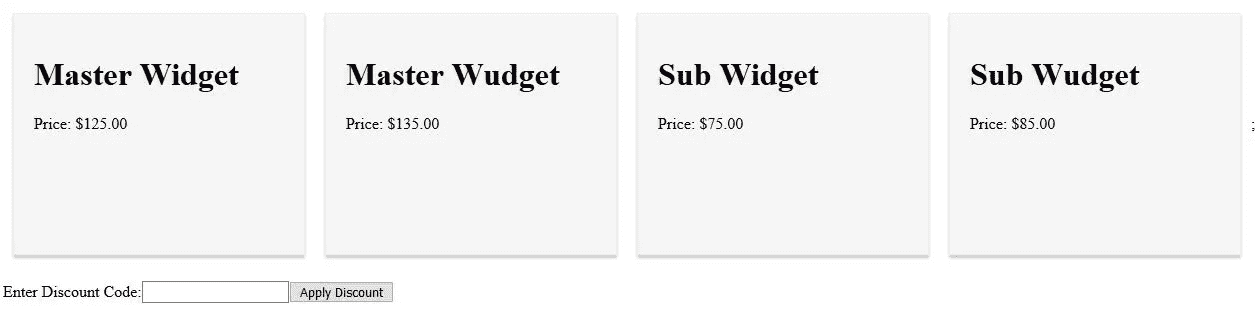 Master Widget
Price: $125.00
Master Wudget
Price: $135.00
Sub Widget
Price: $75.00
Sub Wudget
Price: $85.00
;
Enter Discount Code: Apply Discount